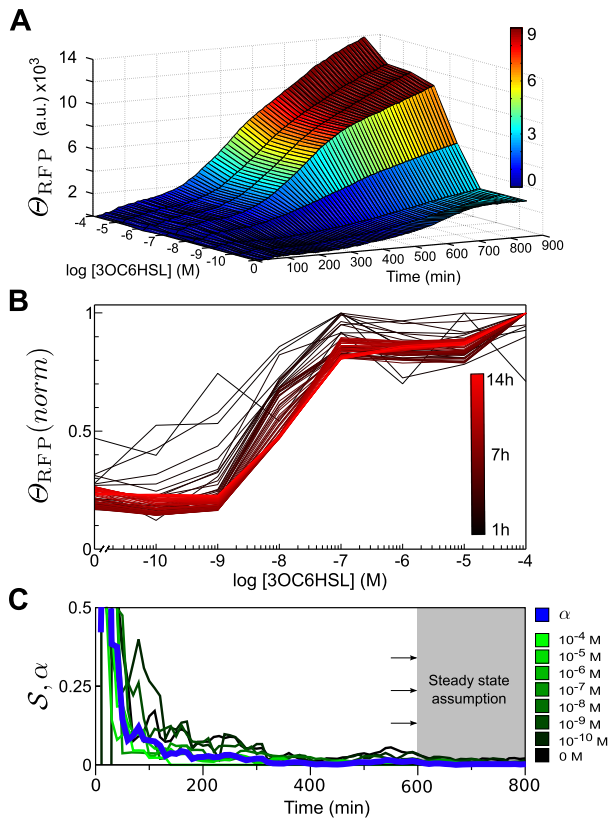 A
Θ_RFP (a.u.) x10³
14
10
6
2
9
6
3
0
-4
-5
-6
-7
-8
-9
-10
0
log [3OC6HSL] (M)
100
200
300
400
500
600
700
800
900
Time (min)
B
Θ_RFP(norm)
1
0.5
0
14h
7h
1h
0
-10
-9
-8
-7
-6
-5
-4
log [3OC6HSL] (M)
C
S, α
0.5
0.25
0
Steady state
assumption
0
200
400
600
800
Time (min)
α
10⁻⁴ M
10⁻⁵ M
10⁻⁶ M
10⁻⁷ M
10⁻⁸ M
10⁻⁹ M
10⁻¹⁰ M
0 M